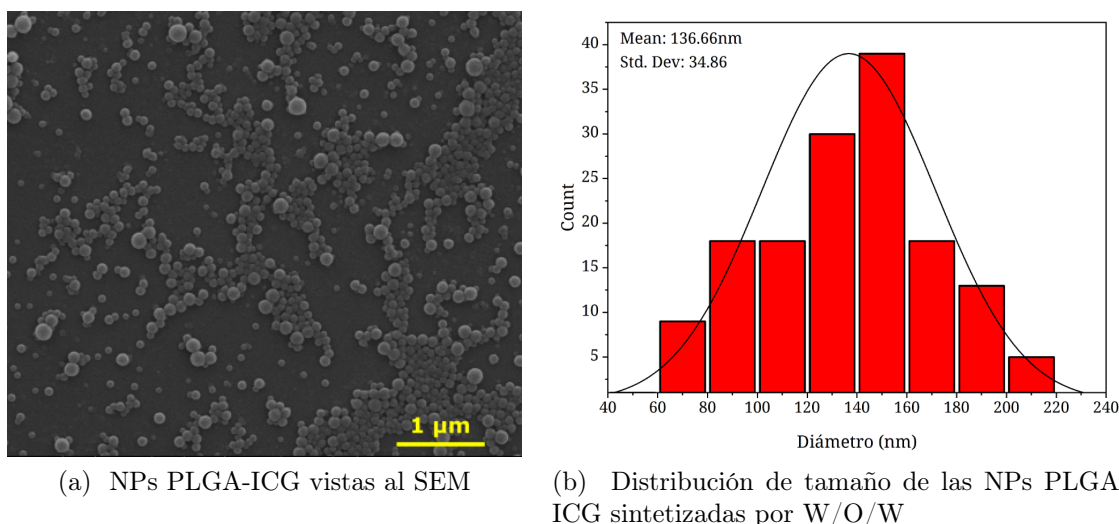 1 µm
(a) NPs PLGA-ICG vistas al SEM
Mean: 136.66nm
Std. Dev: 34.86
Count
40
35
30
25
20
15
10
5
40 60 80 100 120 140 160 180 200 220 240
Diámetro (nm)
(b) Distribución de tamaño de las NPs PLGA
ICG sintetizadas por W/O/W